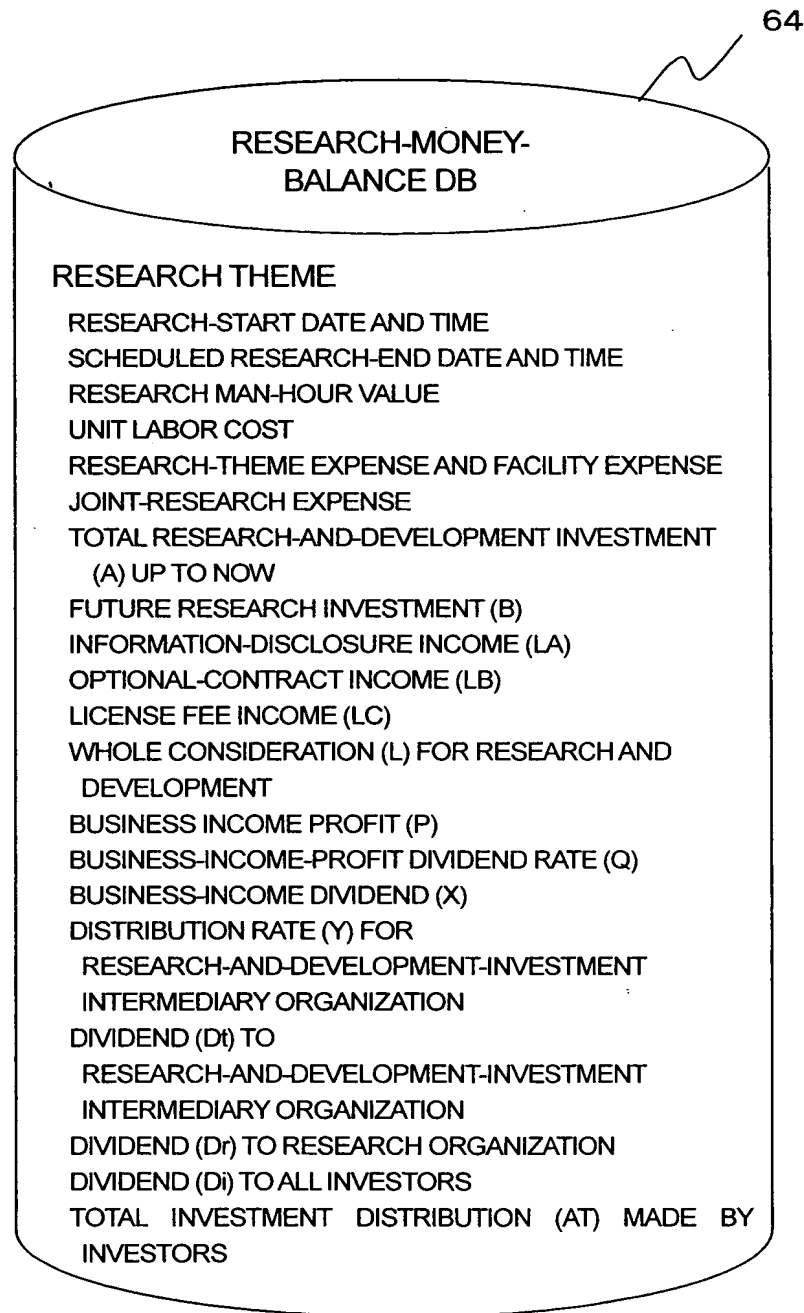 64
RESEARCH-MONEY-
BALANCE DB
RESEARCH THEME
RESEARCH-START DATE AND TIME
SCHEDULED RESEARCH-END DATE AND TIME
RESEARCH MAN-HOUR VALUE
UNIT LABOR COST
RESEARCH-THEME EXPENSE AND FACILITY EXPENSE
JOINT-RESEARCH EXPENSE
TOTAL RESEARCH-AND-DEVELOPMENT INVESTMENT
(A) UP TO NOW
FUTURE RESEARCH INVESTMENT (B)
INFORMATION-DISCLOSURE INCOME (LA)
OPTIONAL-CONTRACT INCOME (LB)
LICENSE FEE INCOME (LC)
WHOLE CONSIDERATION (L) FOR RESEARCH AND
DEVELOPMENT
BUSINESS INCOME PROFIT (P)
BUSINESS-INCOME-PROFIT DIVIDEND RATE (Q)
BUSINESS-INCOME DIVIDEND (X)
DISTRIBUTION RATE (Y) FOR
RESEARCH-AND-DEVELOPMENT-INVESTMENT
INTERMEDIARY ORGANIZATION
DIVIDEND (Dt) TO
RESEARCH-AND-DEVELOPMENT-INVESTMENT
INTERMEDIARY ORGANIZATION
DIVIDEND (Dr) TO RESEARCH ORGANIZATION
DIVIDEND (Di) TO ALL INVESTORS
TOTAL INVESTMENT DISTRIBUTION (AT) MADE BY
INVESTORS